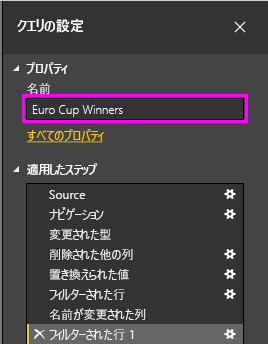 クエリの設定
プロパティ
名前
Euro Cup Winners
すべてのプロパティ
適用したステップ
Source
ナビゲーション
変更された型
削除された他の列
置き換えられた値
フィルターされた行
名前が変更された列
フィルターされた行 1